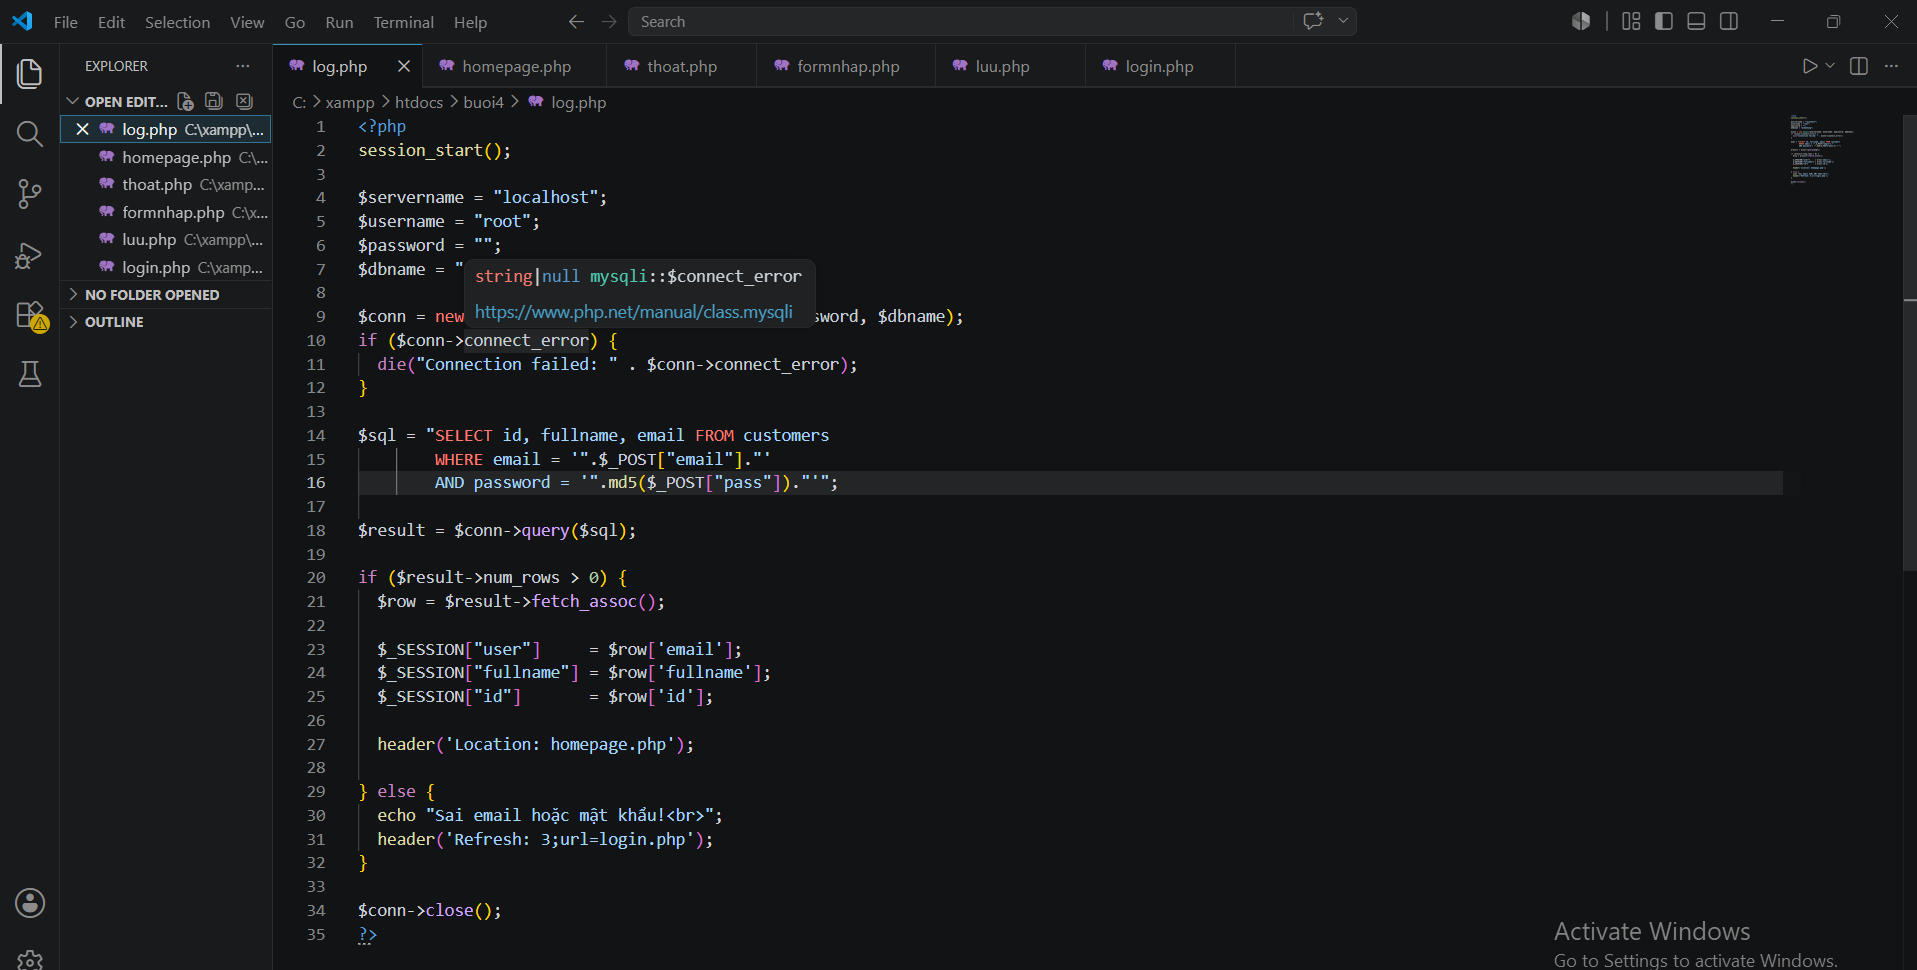 File Edit Selection View Go Run Terminal Help
Search
EXPLORER
OPEN EDIT...
log.php C:\xampp\...
homepage.php C:\...
thoat.php C:\xamp...
formnhap.php C:\x...
luu.php C:\xampp\...
login.php C:\xamp...
NO FOLDER OPENED
OUTLINE
log.php homepage.php thoat.php formnhap.php luu.php login.php
C: > xampp > htdocs > buoi4 > log.php
1 <?php
2 session_start();
3
4 $servername = "localhost";
5 $username = "root";
6 $password = "";
7 $dbname = "
string|null mysqli::$connect_error
https://www.php.net/manual/class.mysqli
8
9 $conn = new sword, $dbname);
10 if ($conn->connect_error) {
11 die("Connection failed: " . $conn->connect_error);
12 }
13
14 $sql = "SELECT id, fullname, email FROM customers
15 WHERE email = '".$_POST["email"]."'
16 AND password = '".md5($_POST["pass"])."'";
17
18 $result = $conn->query($sql);
19
20 if ($result->num_rows > 0) {
21 $row = $result->fetch_assoc();
22
23 $_SESSION["user"] = $row['email'];
24 $_SESSION["fullname"] = $row['fullname'];
25 $_SESSION["id"] = $row['id'];
26
27 header('Location: homepage.php');
28
29 } else {
30 echo "Sai email hoặc mật khẩu!<br>";
31 header('Refresh: 3;url=login.php');
32 }
33
34 $conn->close();
35 ?>
Activate Windows
Go to Settings to activate Windows.